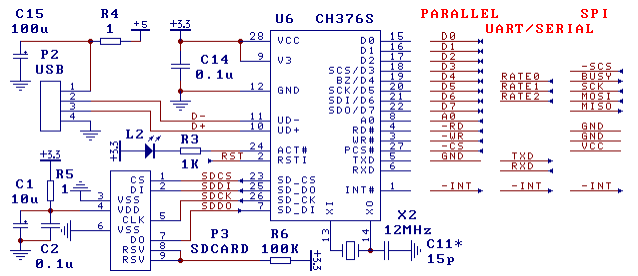 C15
100u
R4
1
+5
+3.3
U6
CH376S
PARALLEL
UART/SERIAL
SPI
P2
USB
1
2
3
4
C14
0.1u
D-
D+
28
9
12
11
10
24
2
23
25
26
7
VCC
V3
GND
UD-
UD+
ACT#
RSTI
SD_CS
SD_DO
SD_CK
SD_DI
D0
D1
D2
SCS/D3
BZ/D4
SCK/D5
SDI/D6
SDO/D7
A0
RD#
WR#
PCS#
TXD
RXD
INT#
XI
XO
15
16
17
18
19
20
21
22
8
4
3
27
5
6
1
13
14
D0
D1
D2
D3
D4
D5
D6
D7
A0
-RD
-WR
-CS
GND
-INT
RATE0
RATE1
RATE2
TXD
RXD
-INT
-SCS
BUSY
SCK
MOSI
MISO
GND
GND
VCC
-INT
+3.3
L2
R3
1K
RST
+3.3
C1
10u
R5
1
C2
0.1u
3
4
6
CS
DI
VSS
VDD
CLK
VSS
DO
RSV
RSV
1
2
5
7
8
9
SDCS
SDDI
SDCK
SDDO
P3
SDCARD
R6
100K
+3.3
X2
12MHz
C11*
15p